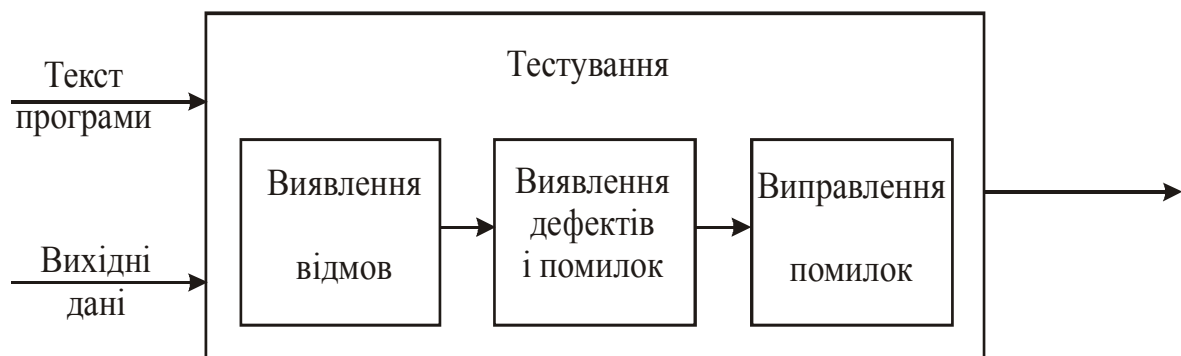 Текст
програми
Вихідні
дані
Тестування
Виявлення
відмов
Виявлення
дефектів
і помилок
Виправлення
помилок